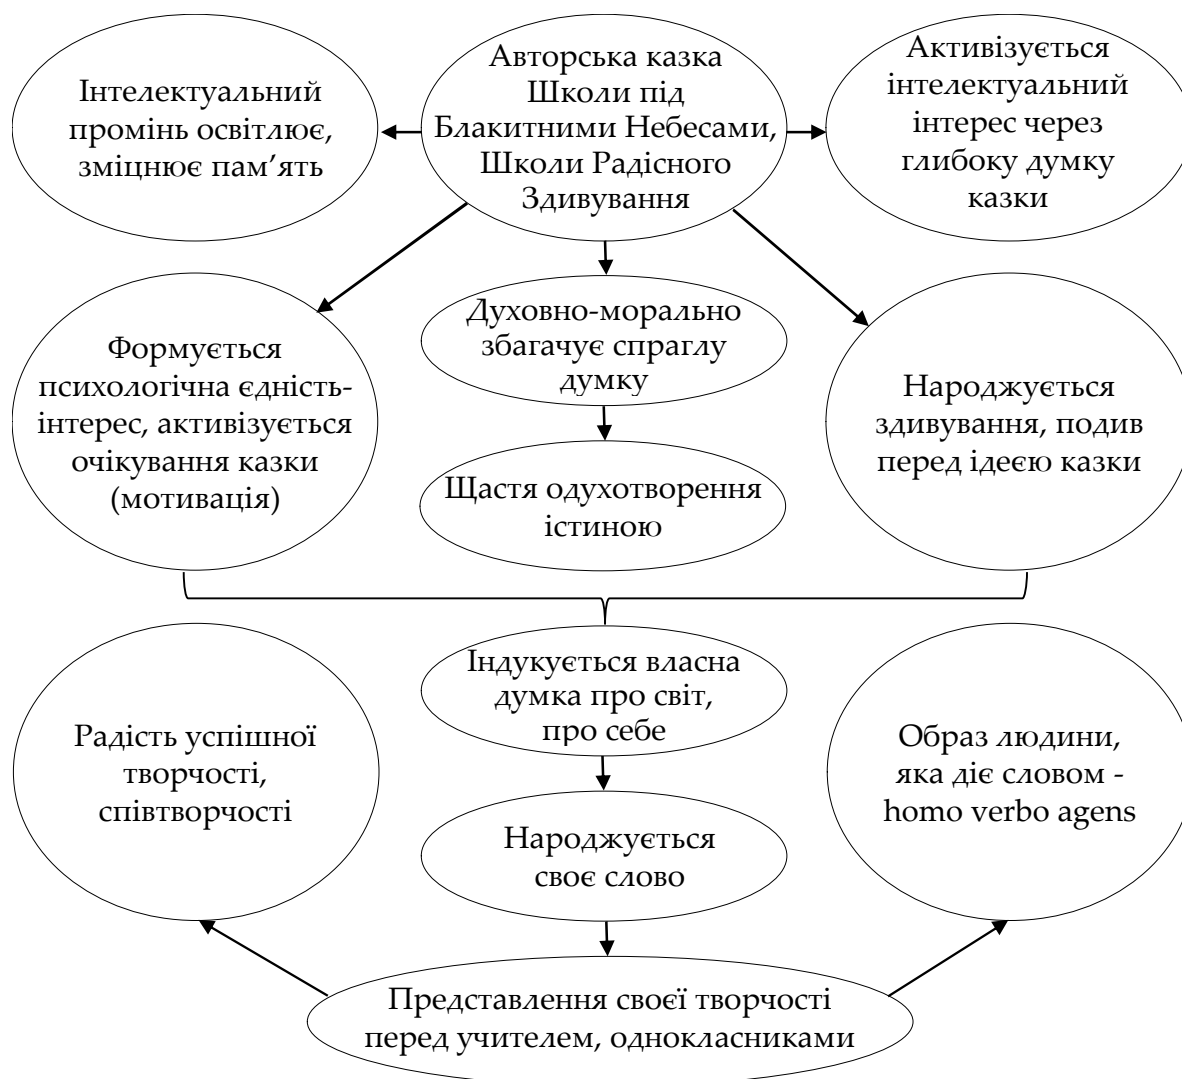 Інтелектуальний
промінь освітлює,
зміцнює пам’ять
Авторська казка
Школи під
Блакитними Небесами,
Школи Радісного
Здивування
Активізується
інтелектуальний
інтерес через
глибоку думку
казки
Формується
психологічна єдність-
інтерес, активізується
очікування казки
(мотивація)
Духовно-морально
збагачує спраглу
думку
Щастя одухотворення
істиною
Народжується
здивування, подив
перед ідеєю казки
Індукується власна
думка про світ,
про себе
Радість успішної
творчості,
співтворчості
Народжується
своє слово
Образ людини,
яка діє словом -
homo verbo agens
Представлення своєї творчості
перед учителем, однокласниками